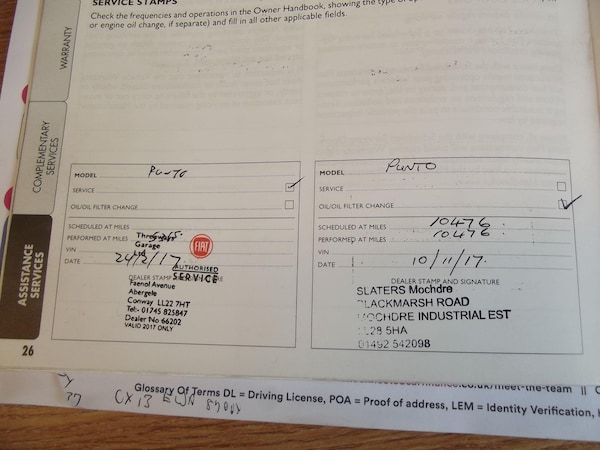 SERVICE STAMPS
Check the frequencies and operations in the Owner Handbook, showing the type of
or engine oil change, if separate) and fill in all other applicable fields.
WARRANTY
COMPLEMENTARY
SERVICES
ASSISTANCE
SERVICES
MODEL Punto
SERVICE
OIL/OIL FILTER CHANGE
SCHEDULED AT MILES
PERFORMED AT MILES
Garage
FIAT
VIN
DATE
AUTHORISED
SERVICE
DEALER STAMP
Faenol Avenue
Abergele
Conway LL22 7HT
Tel:- 01745 825847
Dealer No 66202
VALID 2017 ONLY
MODEL PUNTO
SERVICE
OIL/OIL FILTER CHANGE
SCHEDULED AT MILES 10476
PERFORMED AT MILES 10476
VIN
DATE 10/11/17.
DEALER STAMP AND SIGNATURE
SLATERS Mochdre
LACKMARSH ROAD
MOCHDRE INDUSTRIAL EST
L28 5HA
01492 542098
26
Glossary Of Terms DL = Driving License, POA = Proof of address, LEM = Identity Verification,
CX13